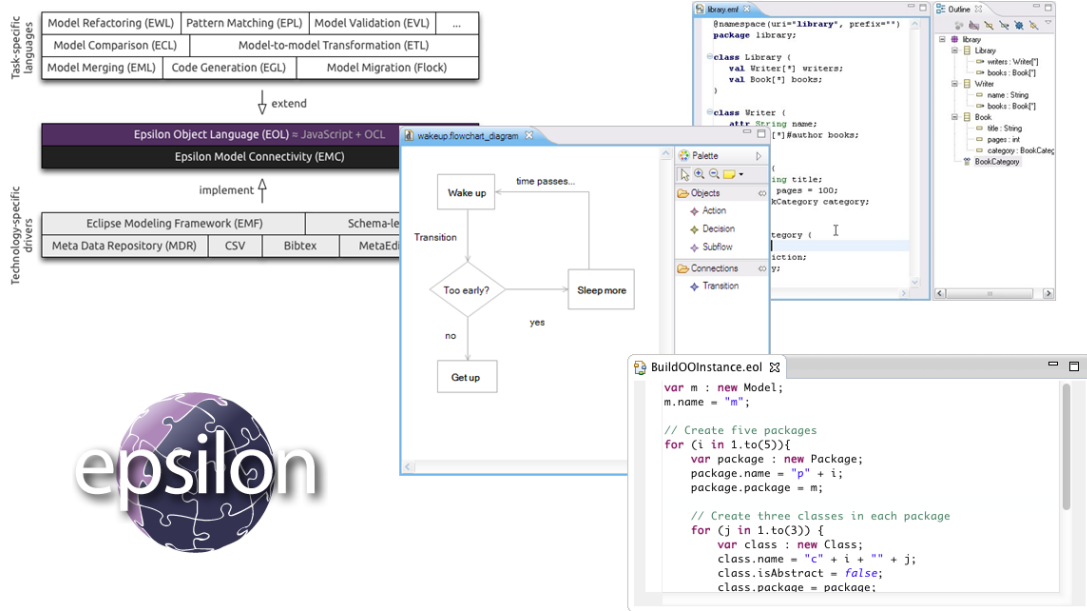 Task-specific
languages
Model Refactoring (EWL) Pattern Matching (EPL) Model Validation (EVL) ...
Model Comparison (ECL) Model-to-model Transformation (ETL)
Model Merging (EML) Code Generation (EGL) Model Migration (Flock)
extend
Epsilon Object Language (EOL) ≈ JavaScript + OCL
Epsilon Model Connectivity (EMC)
implement
Technology-specific
drivers
Eclipse Modeling Framework (EMF) Schema-le
Meta Data Repository (MDR) CSV Bibtex MetaEdi
epsilon
wakeup.flowchart_diagram
Wake up
time passes...
Transition
Too early?
Sleep more
yes
no
Get up
Palette
Objects
Action
Decision
Subflow
Connections
Transition
library.emf
@namespace(uri="library", prefix="")
package library;
class Library {
val Writer[*] writers;
val Book[*] books;
}
class Writer {
attr String name;
[*]#author books;
{
ing title;
pages = 100;
kCategory category;
tegory {
iction;
y;
Outline
library
Library
writers : Writer[*]
books : Book[*]
Writer
name : String
books : Book[*]
Book
title : String
pages : int
category : BookCateg
BookCategory
BuildOOInstance.eol
var m : new Model;
m.name = "m";
// Create five packages
for (i in 1.to(5)){
var package : new Package;
package.name = "p" + i;
package.package = m;
// Create three classes in each package
for (j in 1.to(3)) {
var class : new Class;
class.name = "c" + i + "" + j;
class.isAbstract = false;
class.package = package;